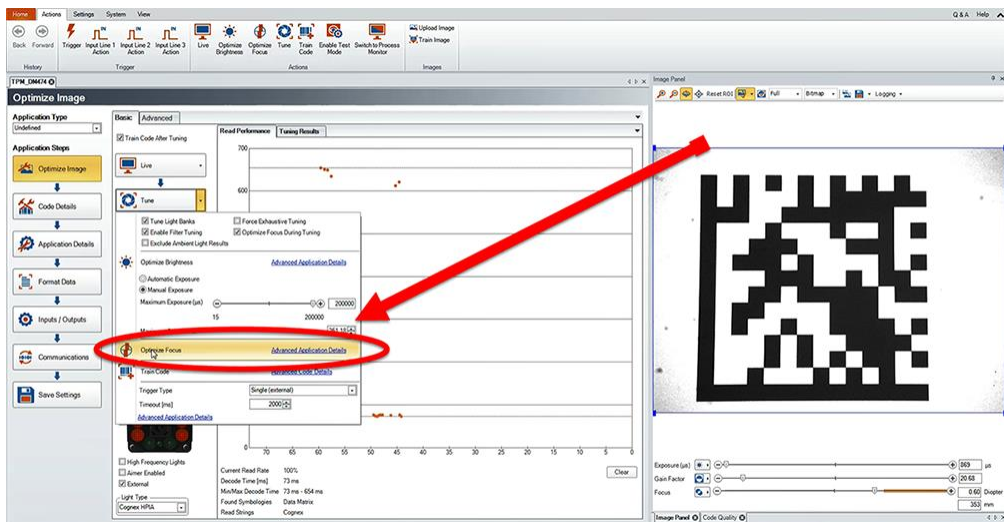 Home Actions Settings System View Q & A Help
Back Forward Trigger Input Line 1 Action Input Line 2 Action Input Line 3 Action Live Optimize Brightness Optimize Focus Tune Train Code Enable Test Mode Switch to Process Monitor Upload Image
Train Image
History Trigger Actions Images
TPM_DM474
Optimize Image
Application Type
Undefined
Application Steps
Optimize Image
Code Details
Application Details
Format Data
Inputs / Outputs
Communications
Save Settings
Basic Advanced
Train Code After Tuning
Live
Tune
Tune Light Banks Force Exhaustive Tuning
Enable Filter Tuning Optimize Focus During Tuning
Exclude Ambient Light Results
Optimize Brightness Advanced Application Details
Automatic Exposure
Manual Exposure
Maximum Exposure (µs) 200000
15 200000
Optimize Focus Advanced Application Details
Train Code Advanced Code Details
Trigger Type Single (external)
Timeout [ms] 2000
Advanced Application Details
High Frequency Lights
Aimer Enabled
External
Light Type
Cognex HPIA
Read Performance Tuning Results
700
600
0
70 65 60 55 50 45 40 35 30 25 20 15 10 5 0
Current Read Rate 100%
Decode Time [ms] 73 ms
Min/Max Decode Time 73 ms - 654 ms
Found Symbologies Data Matrix
Read Strings Cognex
Clear
Image Panel
Reset ROI Full Bitmap Logging
Exposure (µs) 869 µs
Gain Factor 20.68
Focus 0.60 Diopter
353 mm
Image Panel Code Quality